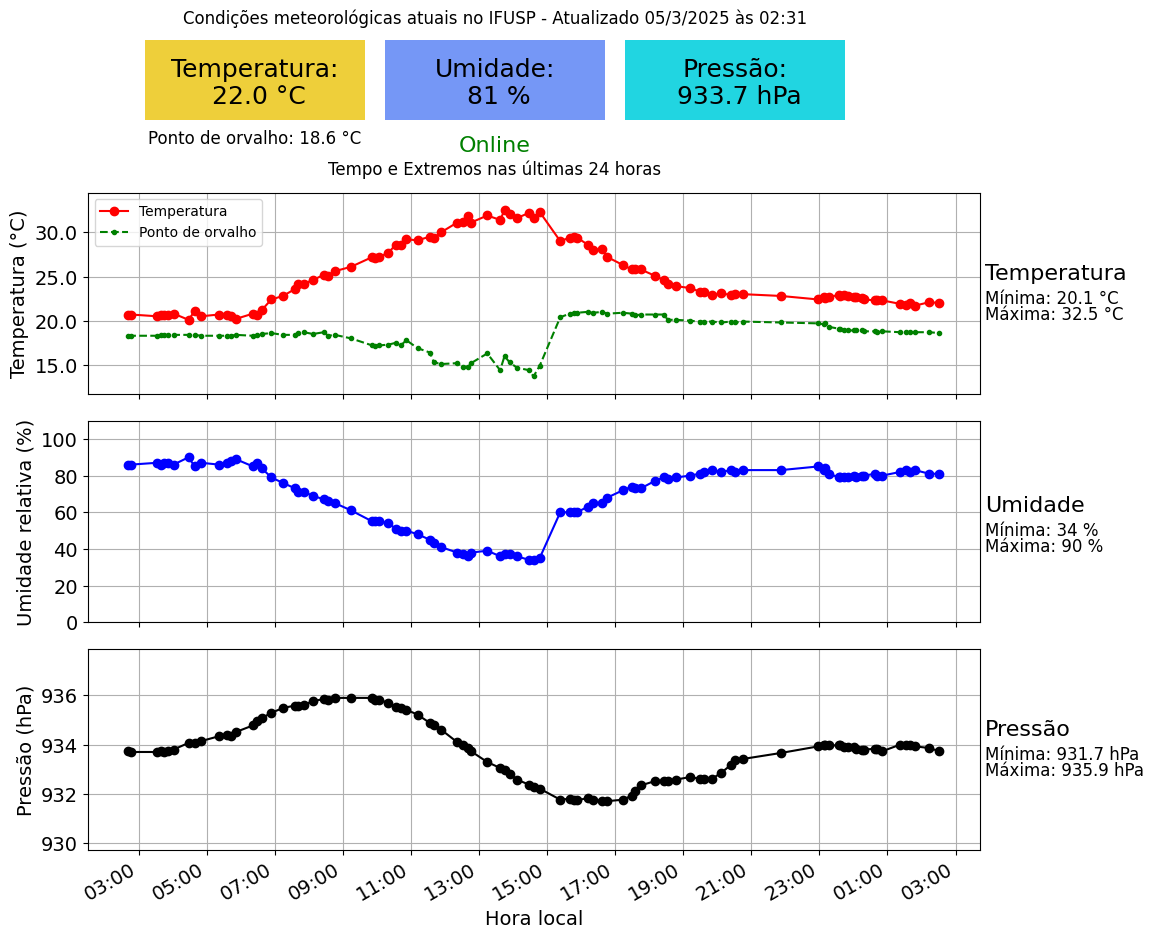 Condições meteorológicas atuais no IFUSP - Atualizado 05/3/2025 às 02:31
Temperatura:
22.0 °C
Umidade:
81 %
Pressão:
933.7 hPa
Ponto de orvalho: 18.6 °C
Online
Tempo e Extremos nas últimas 24 horas
Temperatura (°C)
30.0
25.0
20.0
15.0
Temperatura
Ponto de orvalho
Temperatura
Mínima: 20.1 °C
Máxima: 32.5 °C
Umidade relativa (%)
100
80
60
40
20
0
Umidade
Mínima: 34 %
Máxima: 90 %
Pressão (hPa)
936
934
932
930
Pressão
Mínima: 931.7 hPa
Máxima: 935.9 hPa
03:00 05:00 07:00 09:00 11:00 13:00 15:00 17:00 19:00 21:00 23:00 01:00 03:00
Hora local